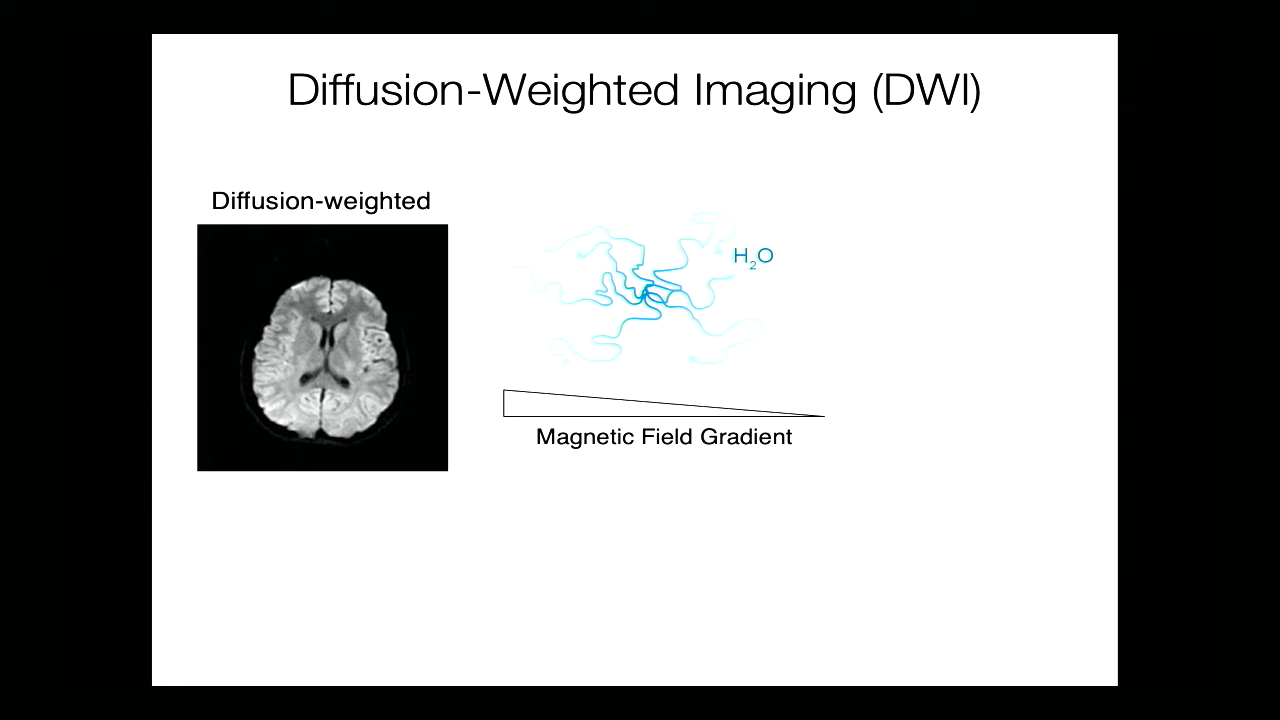 Diffusion-Weighted Imaging (DWI)
Diffusion-weighted
H₂O
Magnetic Field Gradient